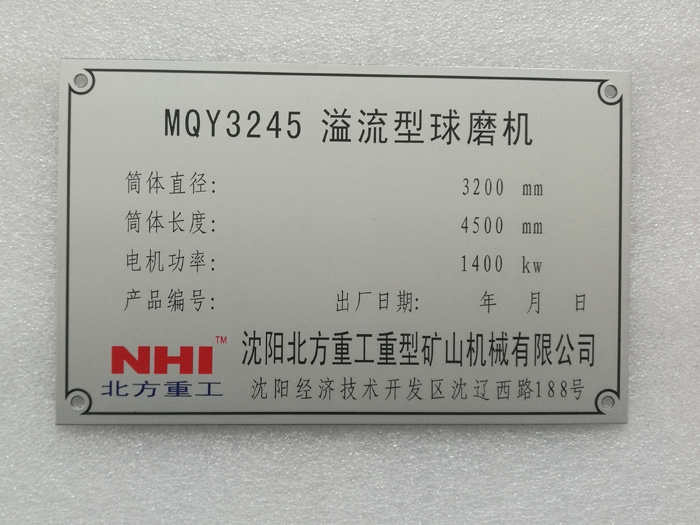 MQY3245 溢流型球磨机
筒体直径: 3200 mm
筒体长度: 4500 mm
电机功率: 1400 kw
产品编号: 出厂日期: 年 月 日
NHI™ 沈阳北方重工重型矿山机械有限公司
北方重工 沈阳经济技术开发区沈辽西路188号